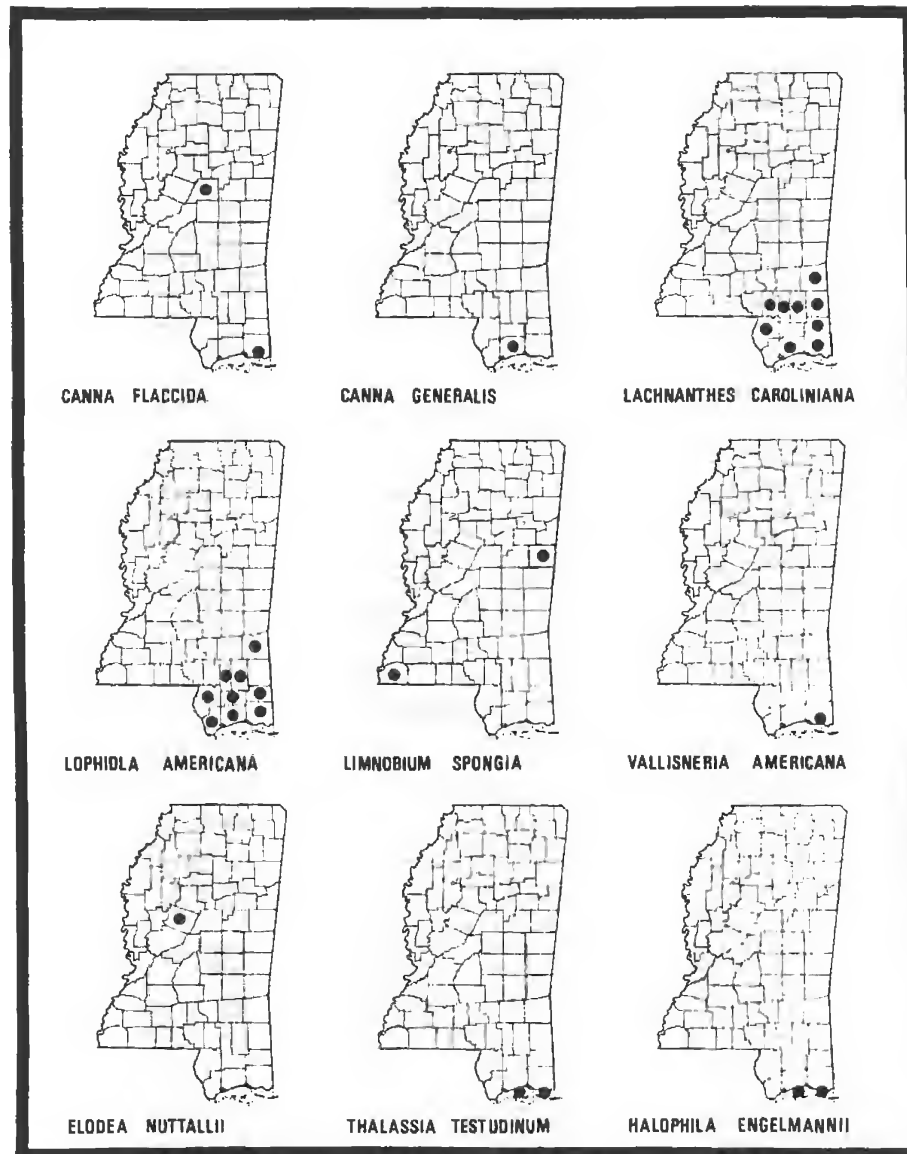 CANNA FLACCIDA
CANNA GENERALIS
LACHNANTHES CAROLINIANA
LOPHIOLA AMERICANA
LIMNOBIUM SPONGIA
VALLISNERIA AMERICANA
ELODEA NUTTALLII
THALASSIA TESTUDINUM
HALOPHILA ENGELMANNII